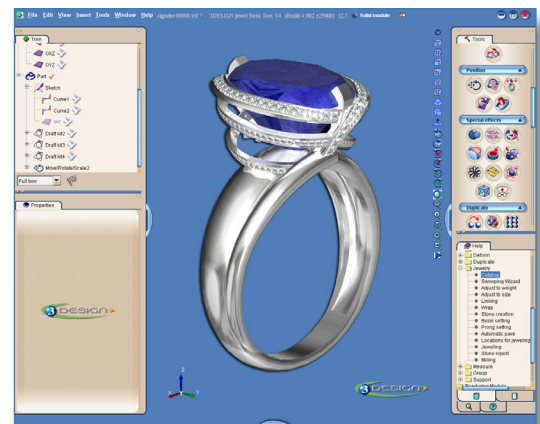 File Edit View Insert Tools Window Help
3DESIGN jewel Beta Test V4
Solid module
Tree
OXZ
OYZ
Part
Sketch
Curve1
Curve2
Draft Id2
Draft Id3
Draft Id4
Move/Rotate/Scale2
Full tree
Properties
3DESIGN
Z
X
Y
3DESIGN
Tools
Position
Special effects
Duplicate
Help
Deform
Duplicate
Jewelry
Catalog
Sweeping Wizard
Adjust to weight
Adjust to size
Linking
Wrap
Stone creation
Bezel setting
Prong setting
Automatic pave
Locations for jeweling
Jeweling
Stone report
Milling
Measure
Group
Support